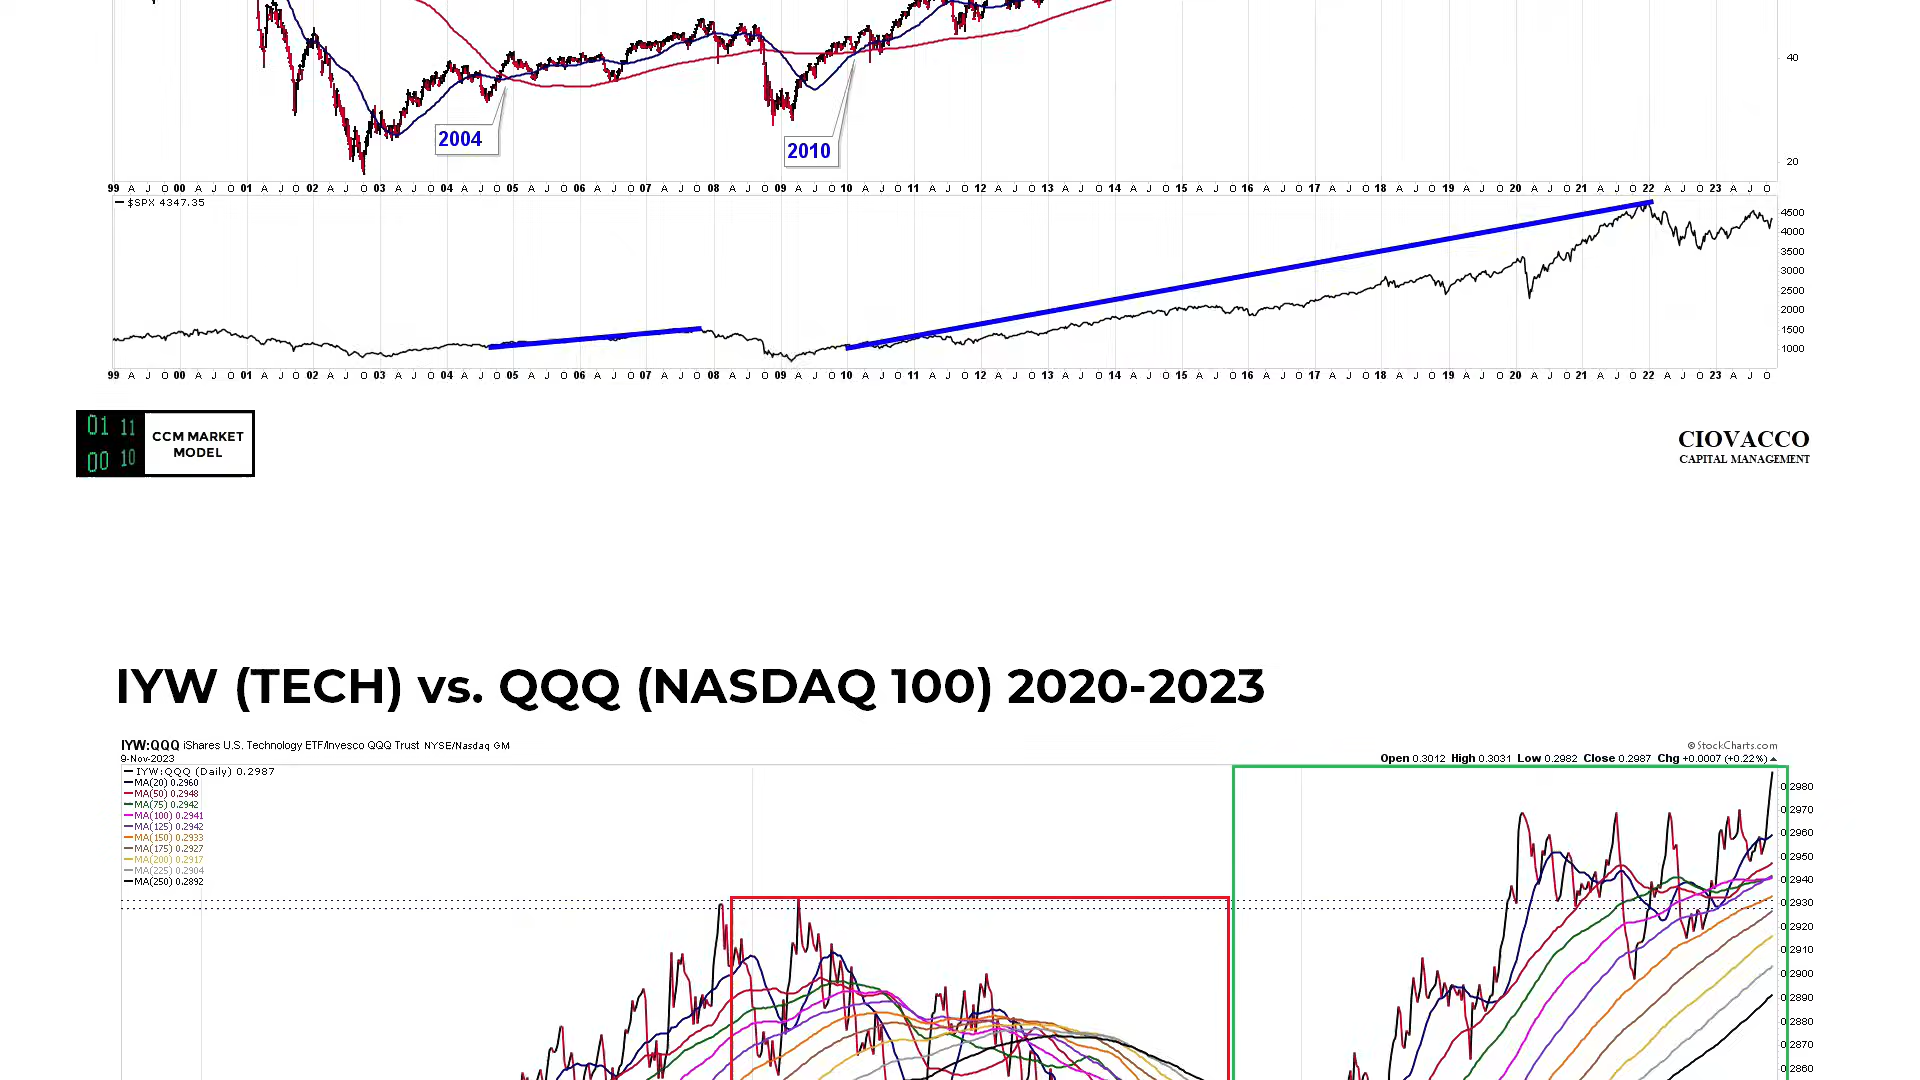 40
2004
2010
20
99 A J O 00 A J O 01 A J O 02 A J O 03 A J O 04 A J O 05 A J O 06 A J O 07 A J O 08 A J O 09 A J O 10 A J O 11 A J O 12 A J O 13 A J O 14 A J O 15 A J O 16 A J O 17 A J O 18 A J O 19 A J O 20 A J O 21 A J O 22 A J O 23 A J O
$SPX 4347.35
4500
4000
3500
3000
2500
2000
1500
1000
99 A J O 00 A J O 01 A J O 02 A J O 03 A J O 04 A J O 05 A J O 06 A J O 07 A J O 08 A J O 09 A J O 10 A J O 11 A J O 12 A J O 13 A J O 14 A J O 15 A J O 16 A J O 17 A J O 18 A J O 19 A J O 20 A J O 21 A J O 22 A J O 23 A J O
01 11
00 10
CCM MARKET
MODEL
CIOVACCO
CAPITAL MANAGEMENT
IYW (TECH) vs. QQQ (NASDAQ 100) 2020-2023
IYW:QQQ iShares U.S. Technology ETF/Invesco QQQ Trust NYSE/Nasdaq GM
© StockCharts.com
9-Nov-2023
Open 0.3012 High 0.3031 Low 0.2982 Close 0.2987 Chg +0.0007 (+0.22%)
IYW:QQQ (Daily) 0.2987
MA(20) 0.2960
MA(50) 0.2948
MA(75) 0.2942
MA(100) 0.2941
MA(125) 0.2942
MA(150) 0.2933
MA(175) 0.2927
MA(200) 0.2917
MA(225) 0.2904
MA(250) 0.2892
0.2980
0.2970
0.2960
0.2950
0.2940
0.2930
0.2920
0.2910
0.2900
0.2890
0.2880
0.2870
0.2860